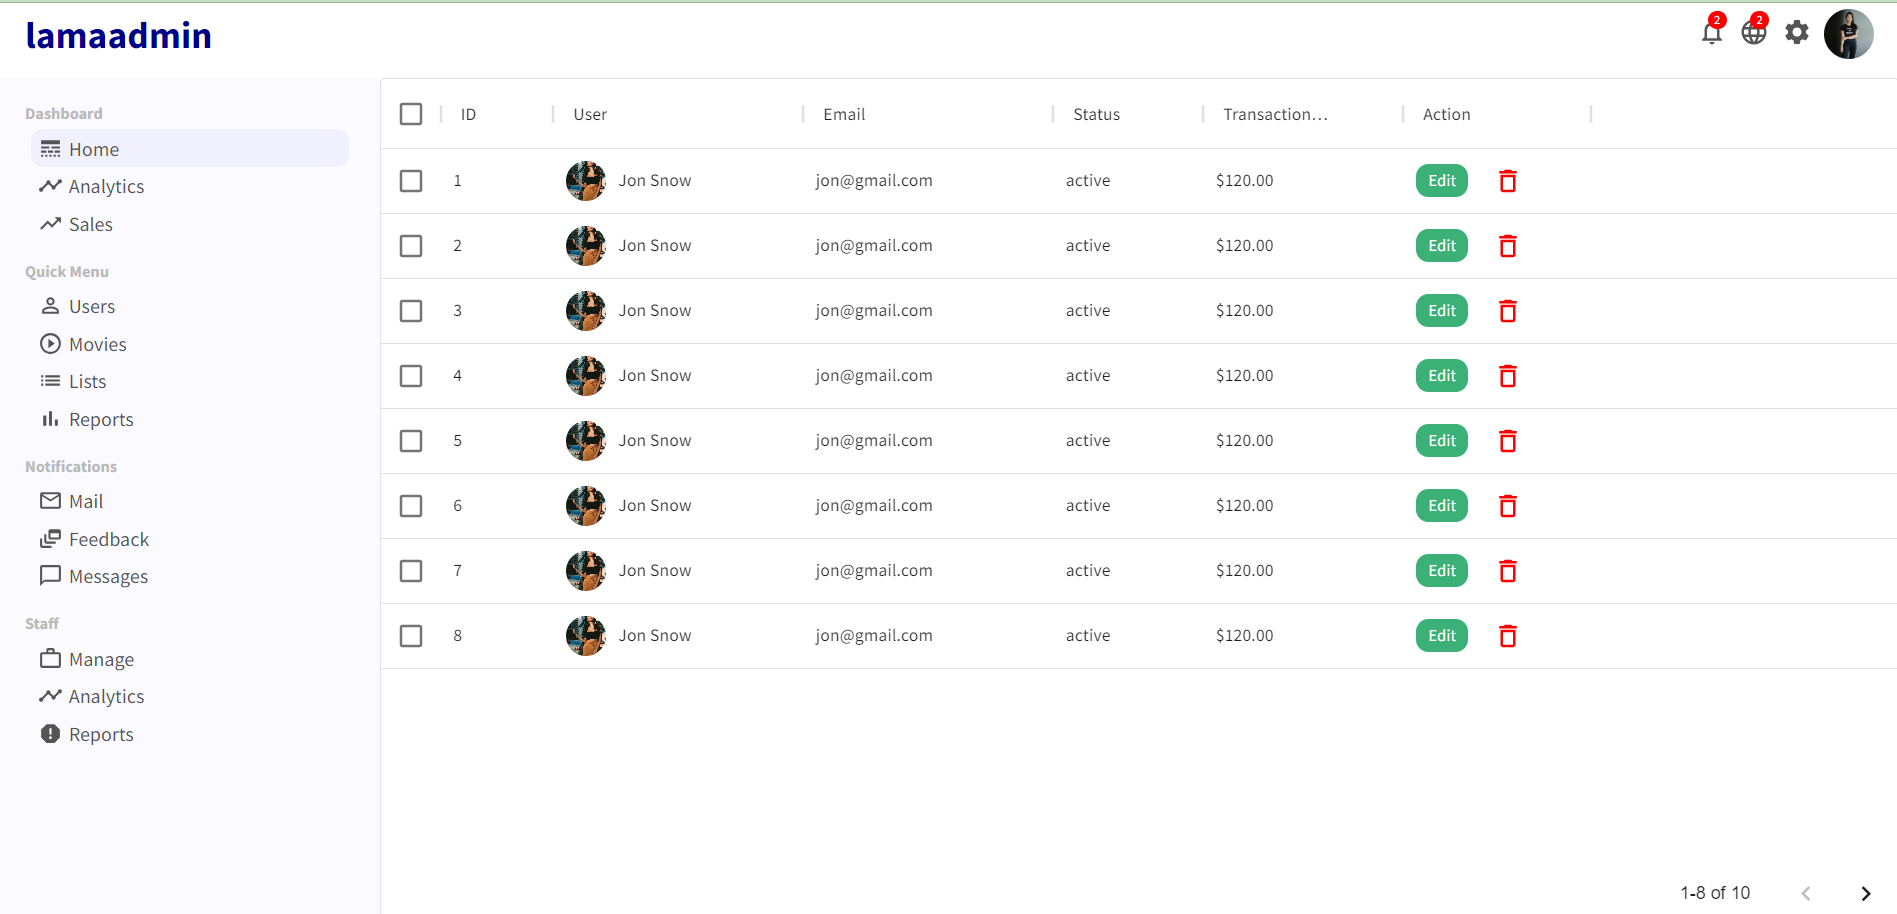 lamaadmin
2 2
Dashboard
Home
Analytics
Sales
Quick Menu
Users
Movies
Lists
Reports
Notifications
Mail
Feedback
Messages
Staff
Manage
Analytics
Reports
ID User Email Status Transaction... Action
1 Jon Snow jon@gmail.com active $120.00 Edit
2 Jon Snow jon@gmail.com active $120.00 Edit
3 Jon Snow jon@gmail.com active $120.00 Edit
4 Jon Snow jon@gmail.com active $120.00 Edit
5 Jon Snow jon@gmail.com active $120.00 Edit
6 Jon Snow jon@gmail.com active $120.00 Edit
7 Jon Snow jon@gmail.com active $120.00 Edit
8 Jon Snow jon@gmail.com active $120.00 Edit
1-8 of 10